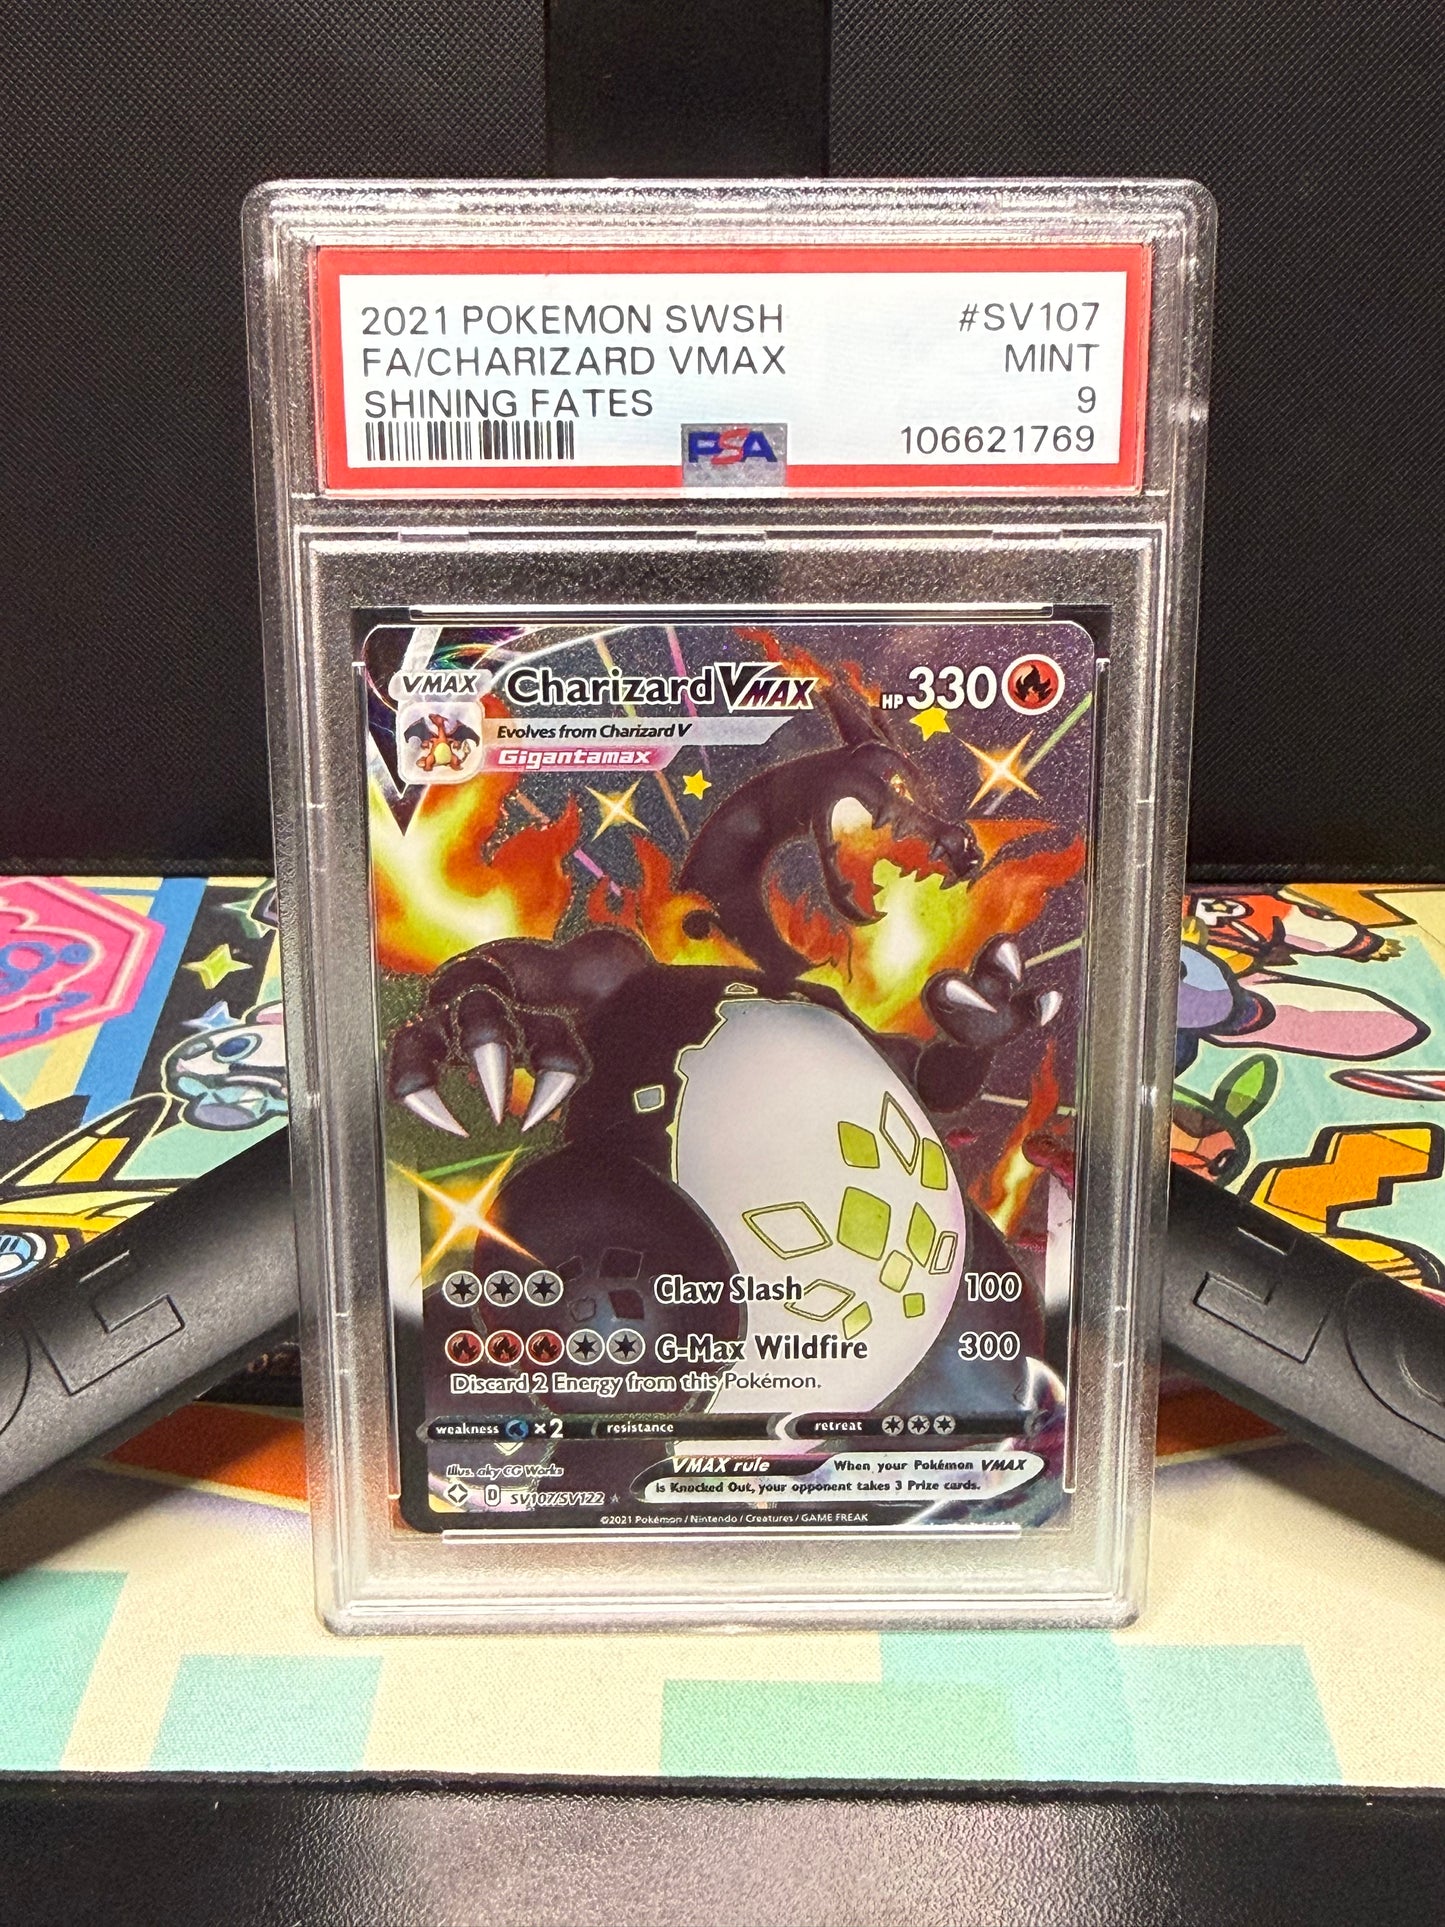 2021 POKEMON SWSH #SV107
FA/CHARIZARD VMAX MINT
SHINING FATES 9
PSA 106621769
VMAX Charizard VMAX HP 330
Evolves from Charizard V
Gigantamax
Claw Slash 100
G-Max Wildfire 300
Discard 2 Energy from this Pokémon.
weakness ×2 resistance retreat
Illus. aky CG Works
VMAX rule When your Pokémon VMAX
is Knocked Out, your opponent takes 3 Prize cards.
D SV107/SV122 ★
©2021 Pokémon / Nintendo / Creatures / GAME FREAK